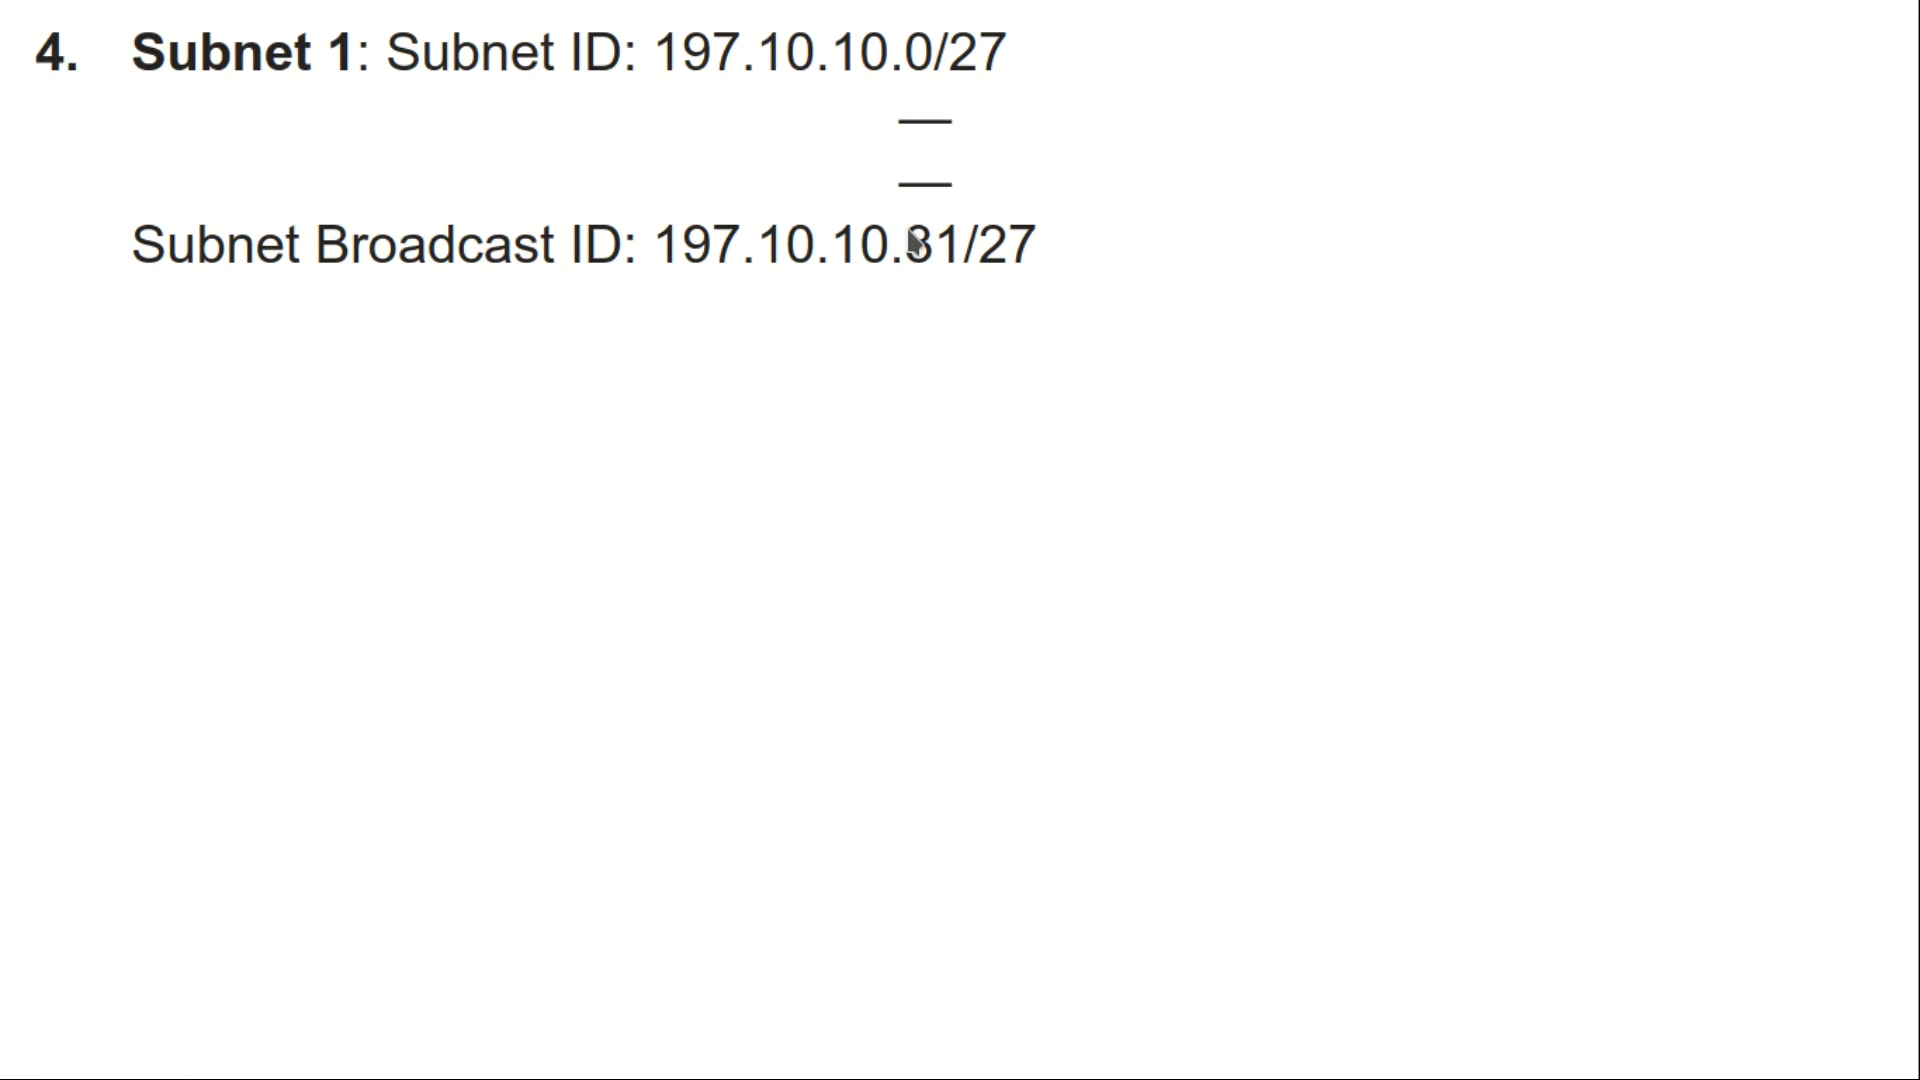 4. Subnet 1: Subnet ID: 197.10.10.0/27
—
—
Subnet Broadcast ID: 197.10.10.31/27